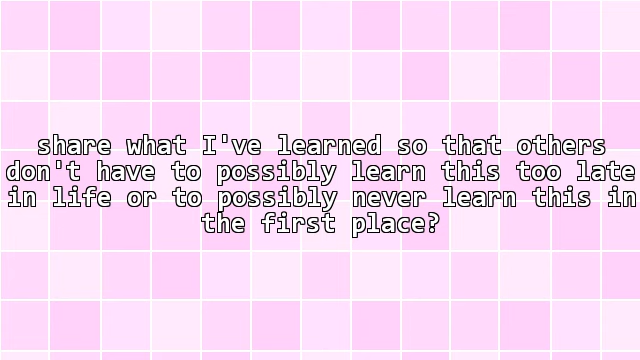 share what I've learned so that others
don't have to possibly learn this too late
in life or to possibly never learn this in
the first place?